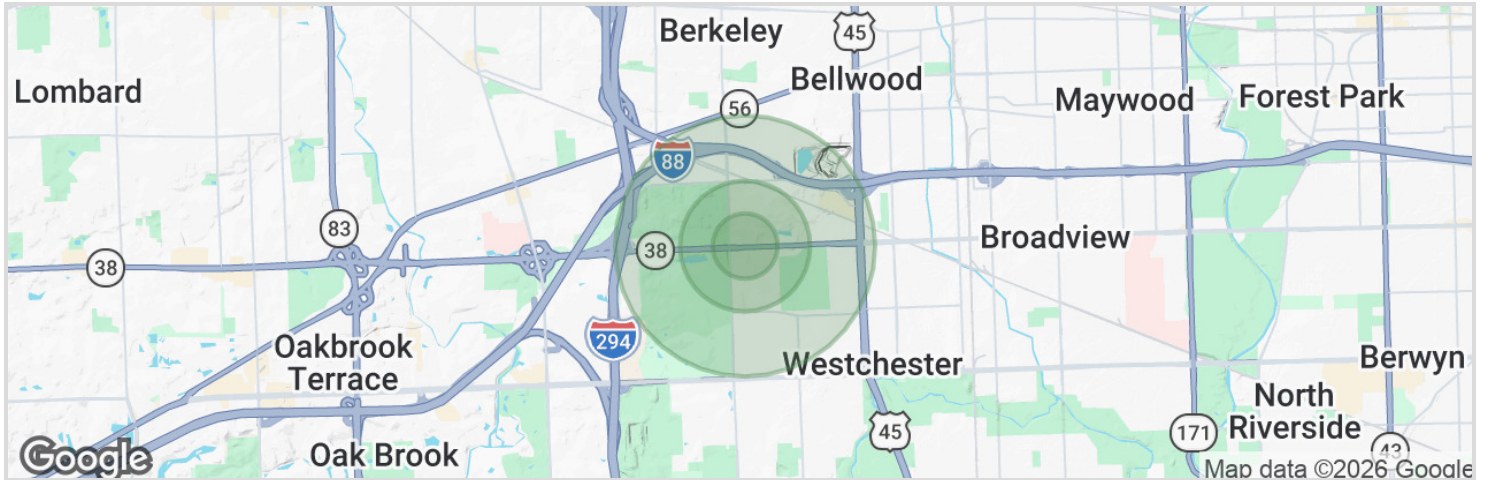 Berkeley
45
Lombard
Bellwood
56
Maywood
Forest Park
88
83
38
38
Broadview
294
Oakbrook
Terrace
Westchester
Berwyn
North
Riverside
45
171
43
Oak Brook
Google
Map data ©2026 Google